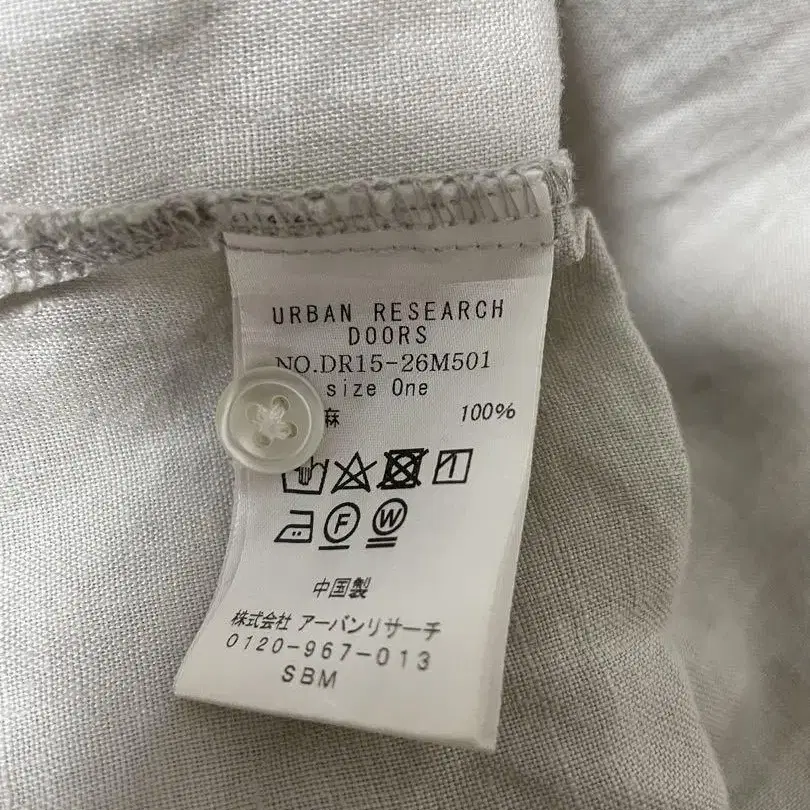 URBAN RESEARCH
DOORS
NO.DR15-26M501
size One
麻 100%
F W
中国製
株式会社 アーバンリサーチ
0120-967-013
SBM